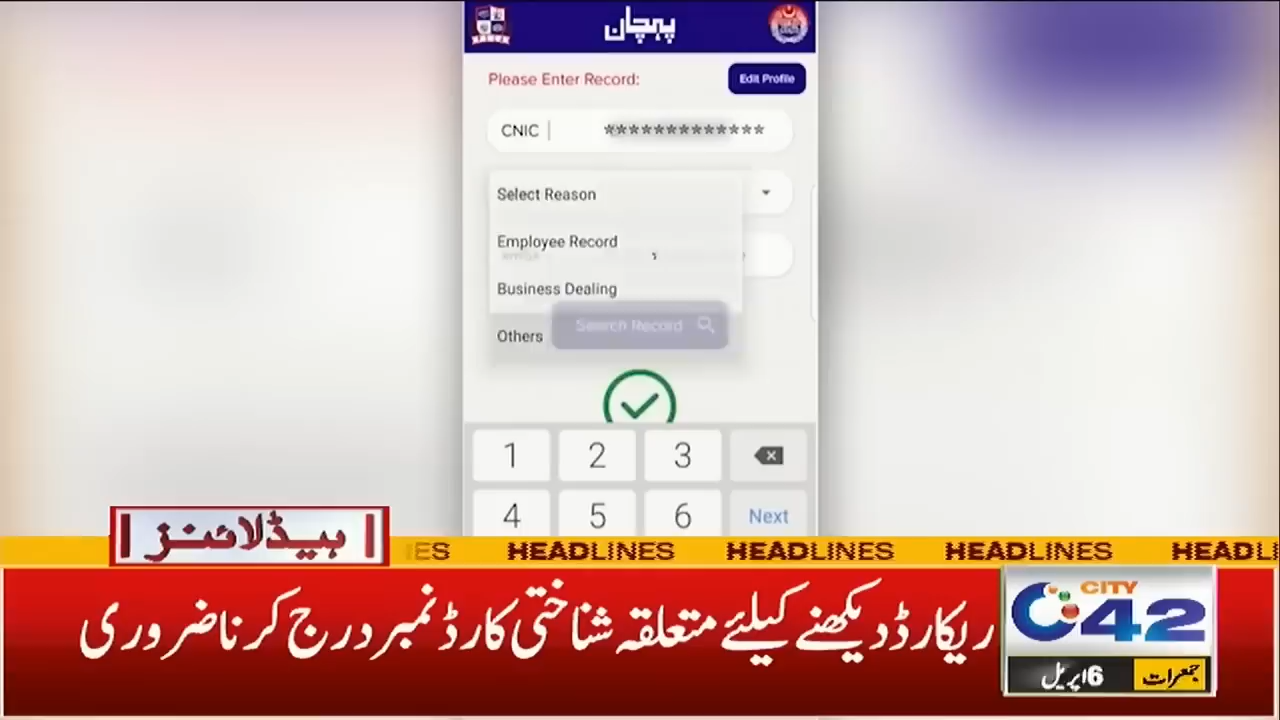 پہچان
Please Enter Record:
Edit Profile
CNIC *************
Select Reason
Employee Record
Business Dealing
Others
Search Record
1 2 3
4 5 6 Next
ہیڈلائنز
HEADLINES HEADLINES HEADLINES
ریکارڈ دیکھنے کیلئے متعلقہ شناختی کارڈ نمبر درج کرنا ضروری
CITY
42
جمعرات 6 اپریل